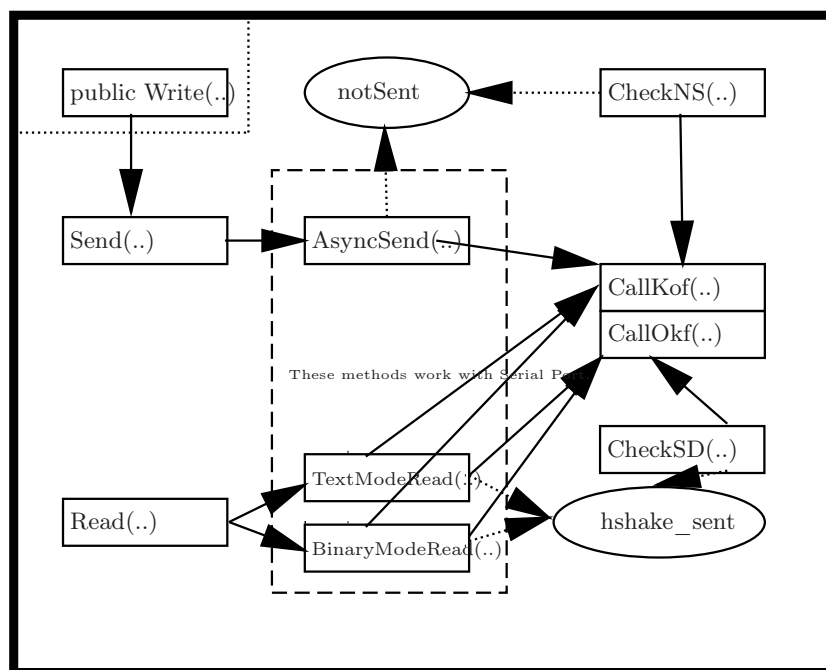 public Write(..)
notSent
CheckNS(..)
Send(..)
AsyncSend(..)
CallKof(..)
CallOkf(..)
These methods work with Serial Port
CheckSD(..)
TextModeRead(..)
Read(..)
hshake_sent
BinaryModeRead(..)